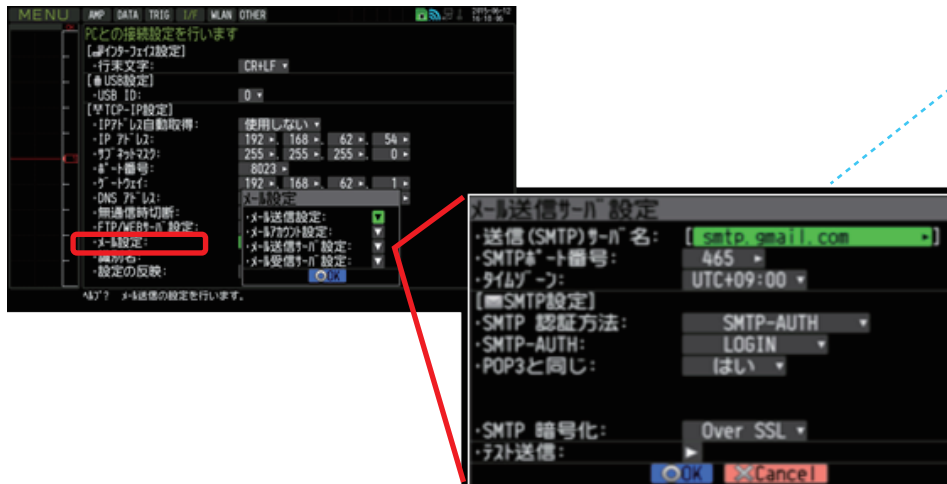 MENU AMP DATA TRIG I/F WLAN OTHER
2015-06-12
16:18:06
PCとの接続設定を行います
[インターフェイス設定]
・行末文字: CR+LF
[USB設定]
・USB ID: 0
[TCP-IP設定]
・IPアドレス自動取得: 使用しない
・IP アドレス: 192 . 168 . 62 . 54
・サブネットマスク: 255 . 255 . 255 . 0
・ポート番号: 8023
・ゲートウェイ: 192 . 168 . 62 . 1
・DNS アドレス:
・無通信時切断:
・FTP/WEBサーバ設定:
・メール設定:
・識別名:
・設定の反映:
ヘルプ? メール送信の設定を行います。
メール設定
・メール送信設定:
・メールアカウント設定:
・メール送信サーバ設定:
・メール受信サーバ設定:
OK
メール送信サーバ設定
・送信(SMTP)サーバ名: [ smtp.gmail.com ]
・SMTPポート番号: 465
・タイムゾーン: UTC+09:00
[SMTP設定]
・SMTP 認証方法: SMTP-AUTH
・SMTP-AUTH: LOGIN
・POP3と同じ: はい
・SMTP 暗号化: Over SSL
・テスト送信:
OK Cancel